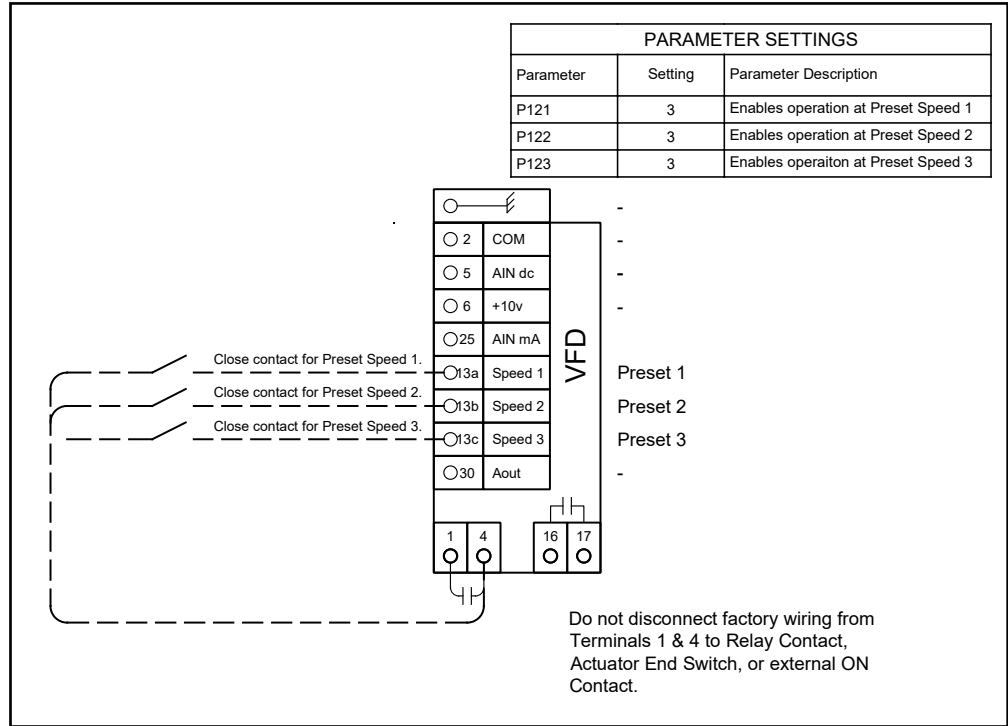 PARAMETER SETTINGS
Parameter Setting Parameter Description
P121 3 Enables operation at Preset Speed 1
P122 3 Enables operation at Preset Speed 2
P123 3 Enables operaiton at Preset Speed 3
-
2 COM -
5 AIN dc -
6 +10v -
25 AIN mA
VFD
Close contact for Preset Speed 1. 13a Speed 1 Preset 1
Close contact for Preset Speed 2. 13b Speed 2 Preset 2
Close contact for Preset Speed 3. 13c Speed 3 Preset 3
30 Aout -
1 4 16 17
Do not disconnect factory wiring from
Terminals 1 & 4 to Relay Contact,
Actuator End Switch, or external ON
Contact.